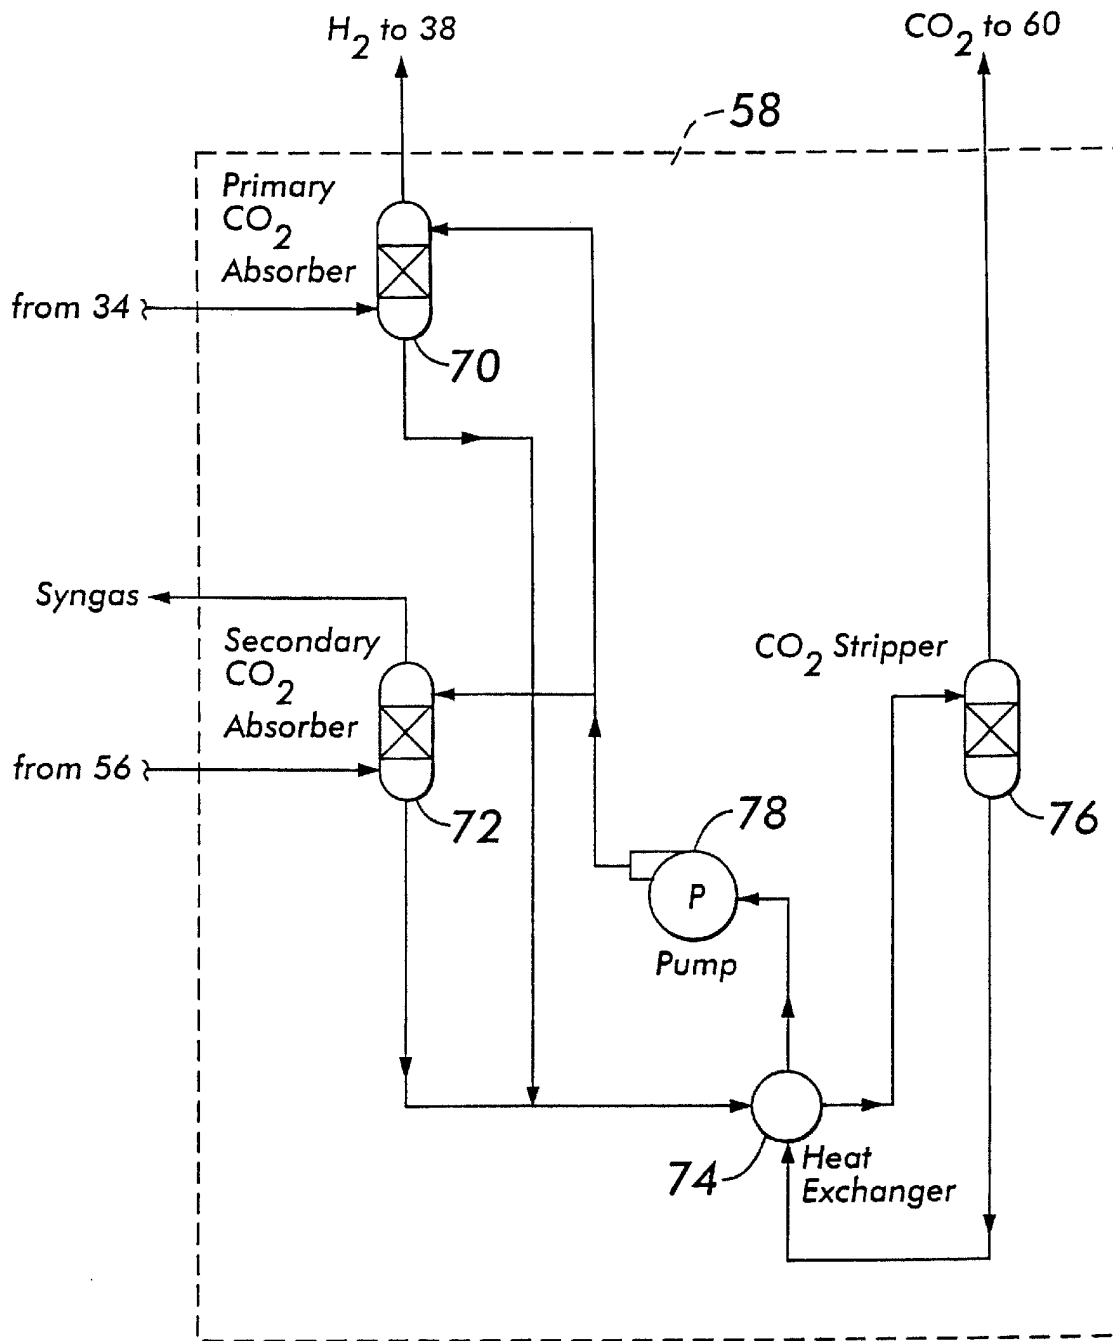 H2 to 38
CO2 to 60
58
Primary
CO2
Absorber
from 34
70
Syngas
Secondary
CO2
Absorber
CO2 Stripper
from 56
72
78
76
P
Pump
74
Heat
Exchanger